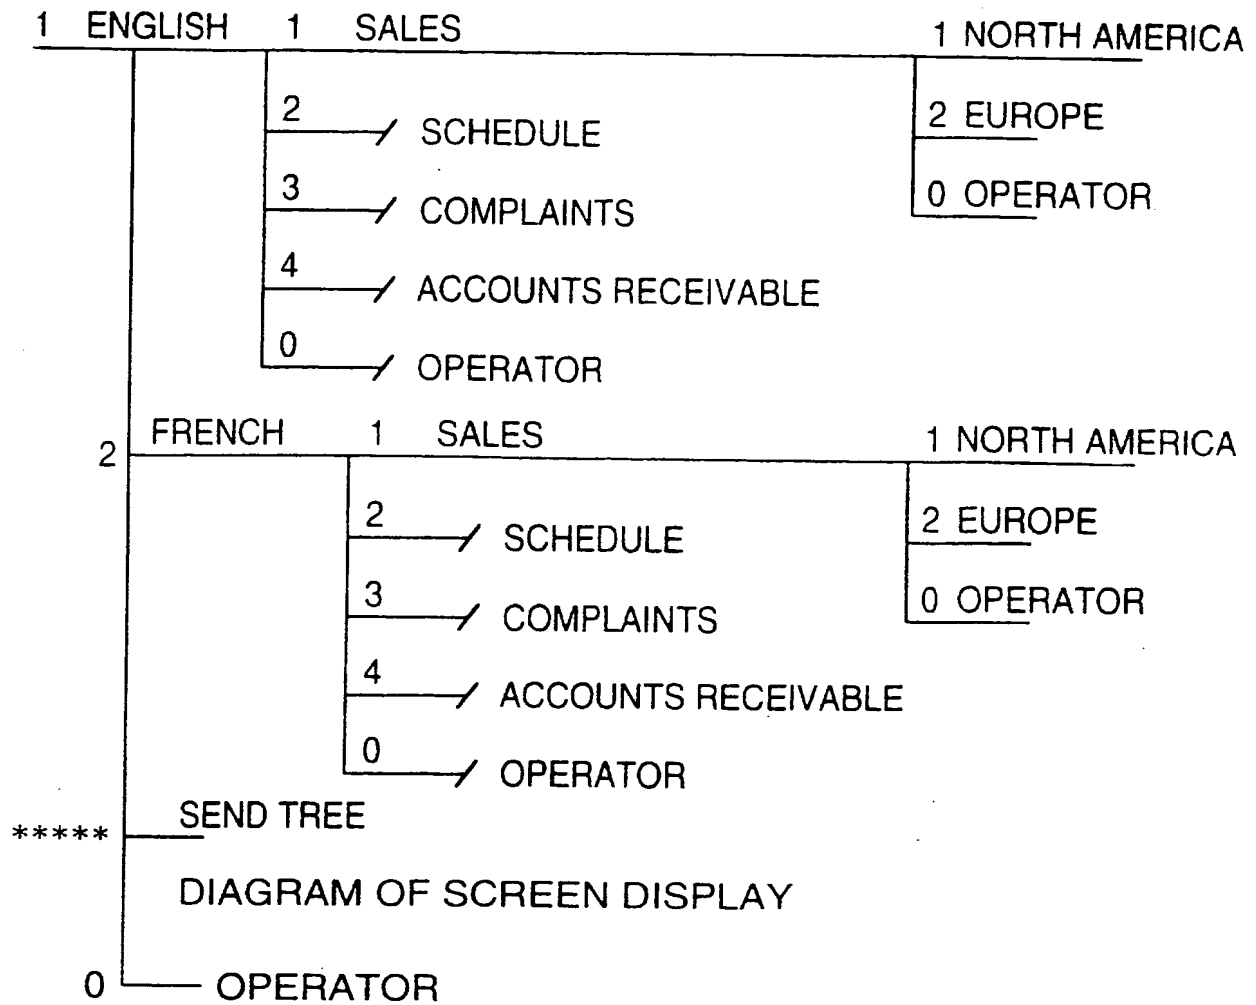 1 ENGLISH 1 SALES 1 NORTH AMERICA
2 SCHEDULE 2 EUROPE
3 COMPLAINTS 0 OPERATOR
4 ACCOUNTS RECEIVABLE
0 OPERATOR
2 FRENCH 1 SALES 1 NORTH AMERICA
2 SCHEDULE 2 EUROPE
3 COMPLAINTS 0 OPERATOR
4 ACCOUNTS RECEIVABLE
0 OPERATOR
***** SEND TREE
DIAGRAM OF SCREEN DISPLAY
0 OPERATOR